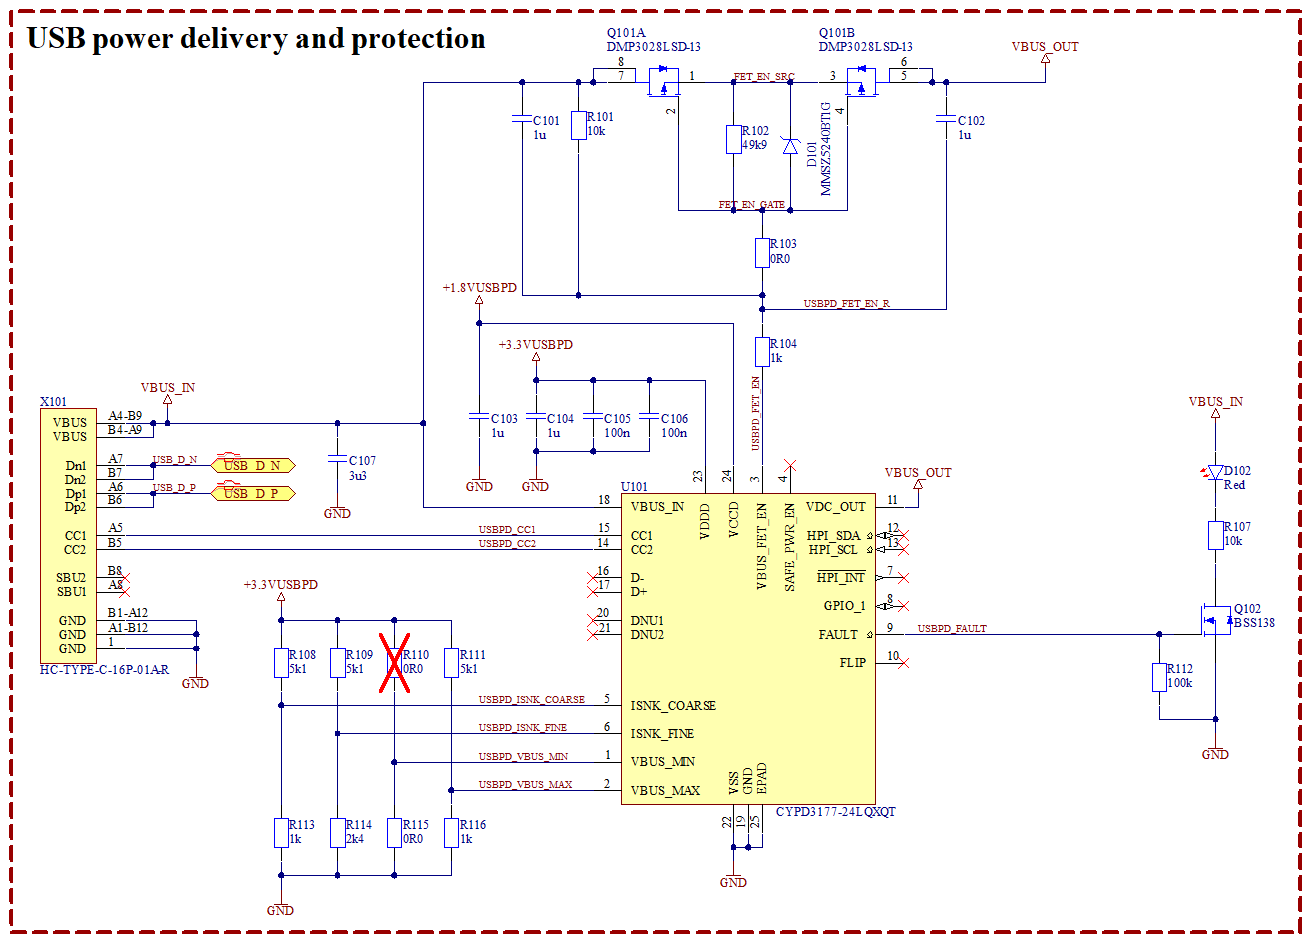 USB power delivery and protection
Q101A
DMP3028LSD-13
Q101B
DMP3028LSD-13
VBUS_OUT
8
7
1
FET_EN_SRC
3
6
5
2
4
C101
1u
R101
10k
R102
49k9
D101
MMSZ5240BT1G
C102
1u
FET_EN_GATE
R103
0R0
+1.8VUSBPD
USBPD_FET_EN_R
+3.3VUSBPD
R104
1k
USBPD_FET_EN
C103
1u
C104
1u
C105
100n
C106
100n
GND
GND
VBUS_IN
X101
VBUS A4-B9
VBUS B4-A9
Dn1 A7 USB_D_N USB_D_N
Dn2 B7
Dp1 A6 USB_D_P USB_D_P
Dp2 B6
CC1 A5 USBPD_CC1
CC2 B5 USBPD_CC2
SBU2 B8
SBU1 A8
GND B1-A12
GND A1-B12
GND 1
HC-TYPE-C-16P-01A-R
GND
C107
3u3
GND
U101
23
24
3
4
VDDD
VCCD
VBUS_FET_EN
SAFE_PWR_EN
18 VBUS_IN
15 CC1
14 CC2
16 D-
17 D+
20 DNU1
21 DNU2
USBPD_ISNK_COARSE 5 ISNK_COARSE
USBPD_ISNK_FINE 6 ISNK_FINE
USBPD_VBUS_MIN 1 VBUS_MIN
USBPD_VBUS_MAX 2 VBUS_MAX
VBUS_OUT
VDC_OUT 11
HPI_SDA 12
HPI_SCL 13
HPI_INT 7
GPIO_1 8
FAULT 9 USBPD_FAULT
FLIP 10
VSS
GND
EPAD
22
19
25
CYPD3177-24LQXQT
GND
+3.3VUSBPD
R108
5k1
R109
5k1
R110
0R0
R111
5k1
R113
1k
R114
2k4
R115
0R0
R116
1k
GND
VBUS_IN
D102
Red
R107
10k
Q102
BSS138
R112
100k
GND